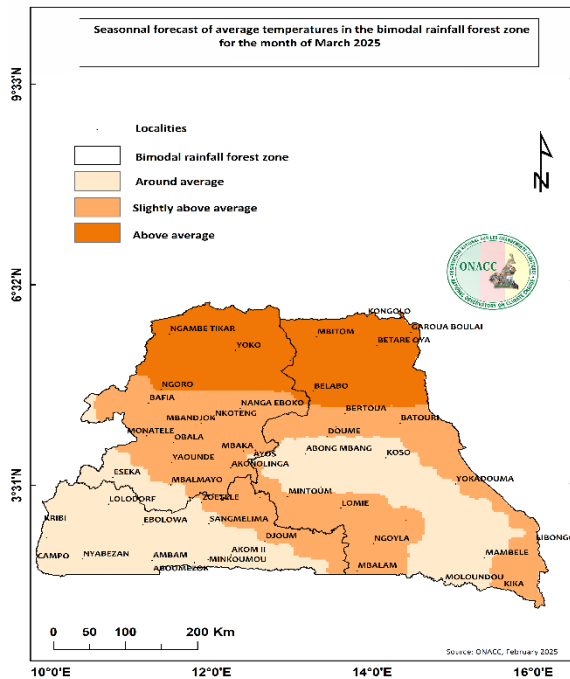 Seasonnal forecast of average temperatures in the bimodal rainfall forest zone
for the month of March 2025
9°33'N
Localities
Bimodal rainfall forest zone
Around average
Slightly above average
Above average
N
ONACC
6°32'N
KONGOLO
NGAMBE TIKAR
MBITOM
GAROUA BOULAI
YOKO
BETARE OYA
NGORO
BELABO
BAFIA
NANGA EBOKO
BERTOUA
MBANDJOK
NKOTENG
BATOURI
MONATELE
OBALA
DOUME
MBAKA
ABONG MBANG
KOSO
YAOUNDE
AYOS
AKONOLINGA
ESEKA
MBALMAYO
YOKADOUMA
3°31'N
MINTOUM
LOLODORF
ZOETELE
LOMIE
KRIBI
EBOLOWA
SANGMELIMA
DJOUM
NGOYLA
LIBONGO
CAMPO
NYABEZAN
AMBAM
AKOM II
MINKOUMOU
MAMBELE
ABOUMEZOK
MBALAM
MOLOUNDOU
KIKA
0 50 100 200 Km
Source: ONACC, February 2025
10°0'E 12°0'E 14°0'E 16°0'E